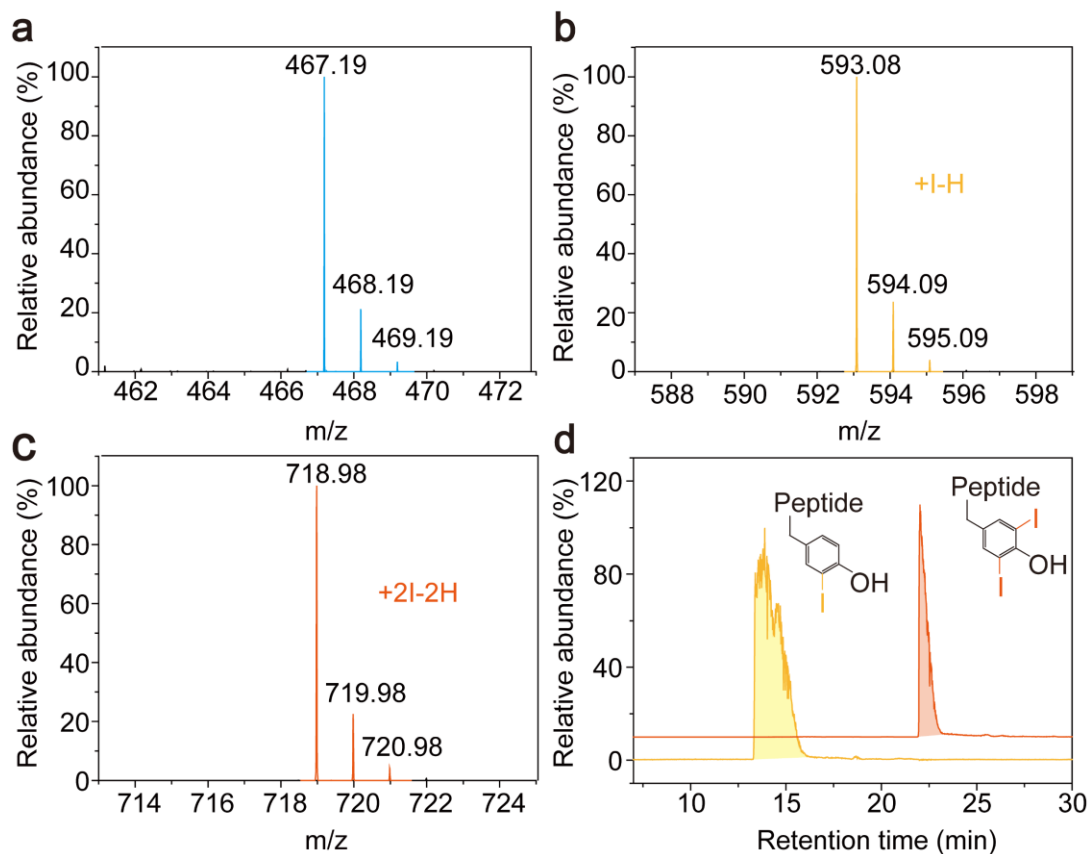 a
467.19
468.19
469.19
100
80
60
40
20
0
462 464 466 468 470 472
m/z
Relative abundance (%)
b
593.08
+I-H
594.09
595.09
100
80
60
40
20
0
588 590 592 594 596 598
m/z
Relative abundance (%)
c
718.98
+2I-2H
719.98
720.98
100
80
60
40
20
0
714 716 718 720 722 724
m/z
Relative abundance (%)
d
Peptide
OH
I
Peptide
I
OH
I
120
80
40
0
10 15 20 25 30
Retention time (min)
Relative abundance (%)